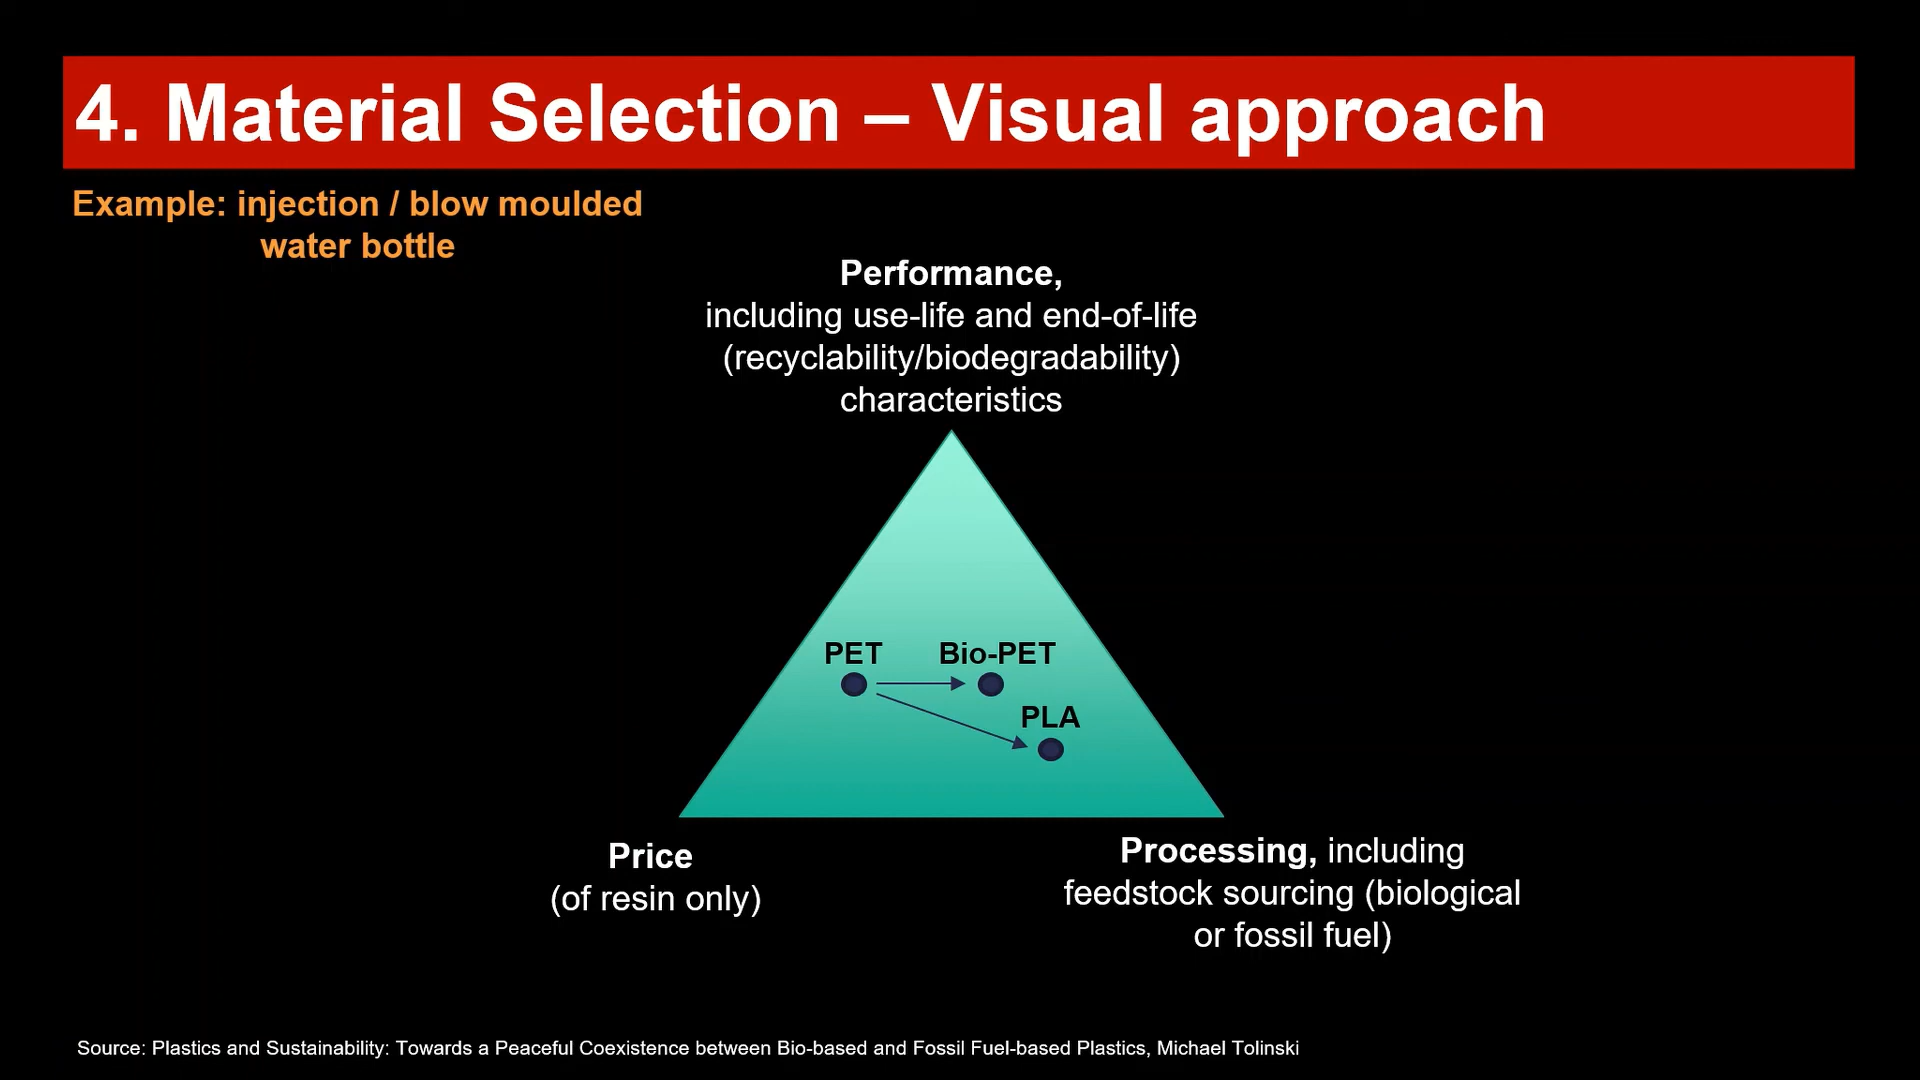 4. Material Selection – Visual approach
Example: injection / blow moulded
water bottle
Performance,
including use-life and end-of-life
(recyclability/biodegradability)
characteristics
PET
Bio-PET
PLA
Price
(of resin only)
Processing, including
feedstock sourcing (biological
or fossil fuel)
Source: Plastics and Sustainability: Towards a Peaceful Coexistence between Bio-based and Fossil Fuel-based Plastics, Michael Tolinski